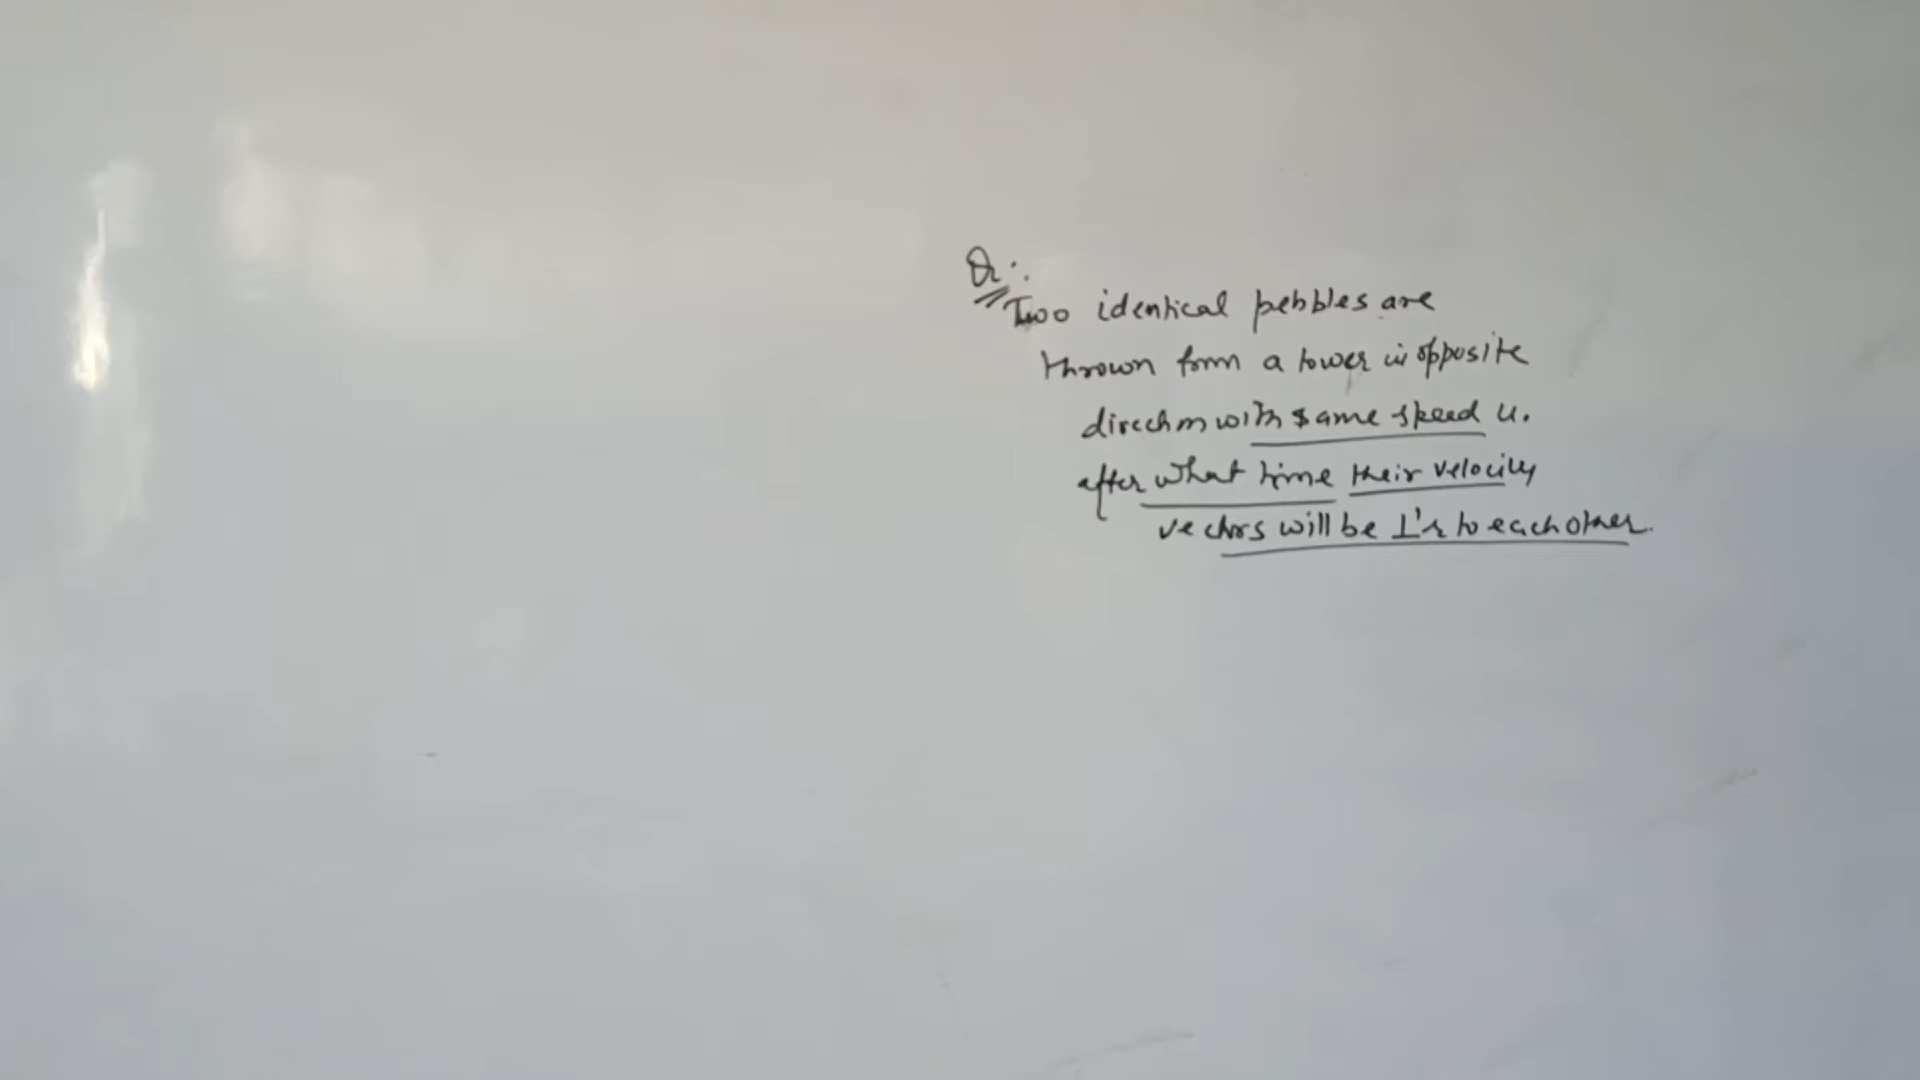 Q:.
Two identical pebbles are
thrown form a tower in opposite
direction with same speed u.
after what time their velocity
vectors will be ⊥'r to each other.